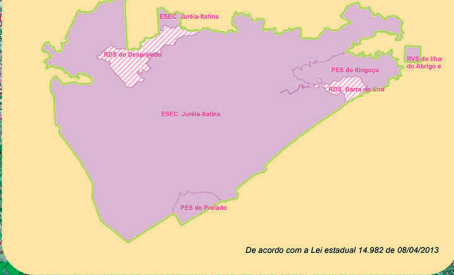 ESEC Juréia-Itatins
RDS do Despraiado
RVS do Ilha
do Abrigo e
PES do Itinguçu
RDS Barra do Una
ESEC Juréia-Itatins
PES do Prelado
De acordo com a Lei estadual 14.982 de 08/04/2013